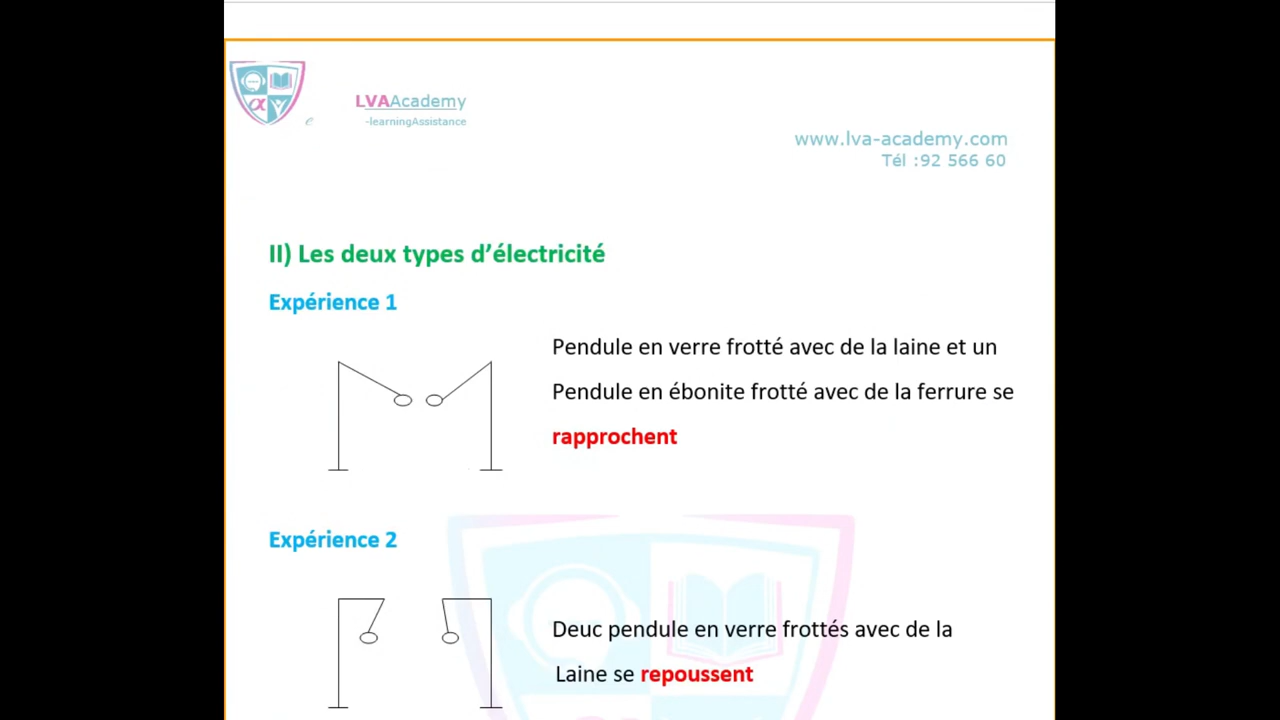 LVAAcademy
e -learningAssistance
www.lva-academy.com
Tél :92 566 60
II) Les deux types d’électricité
Expérience 1
Pendule en verre frotté avec de la laine et un
Pendule en ébonite frotté avec de la ferrure se
rapprochent
Expérience 2
Deuc pendule en verre frottés avec de la
Laine se repoussent